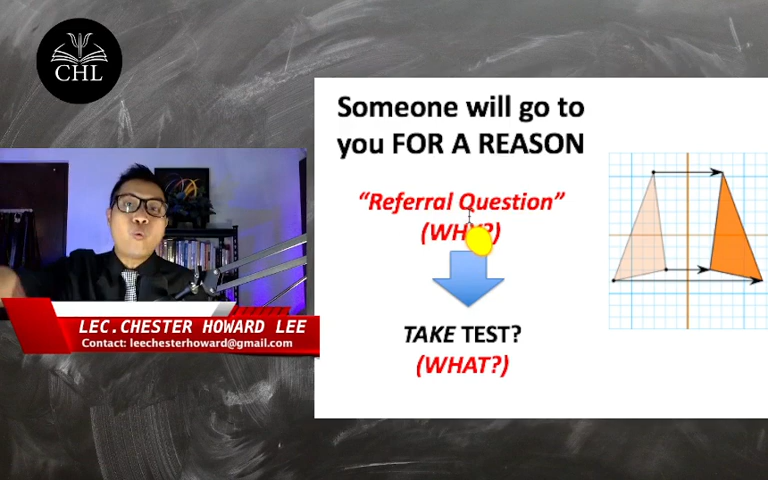 CHL
Someone will go to
you FOR A REASON
“Referral Question”
(WHY?)
TAKE TEST?
(WHAT?)
LEC.CHESTER HOWARD LEE
Contact: leechesterhoward@gmail.com